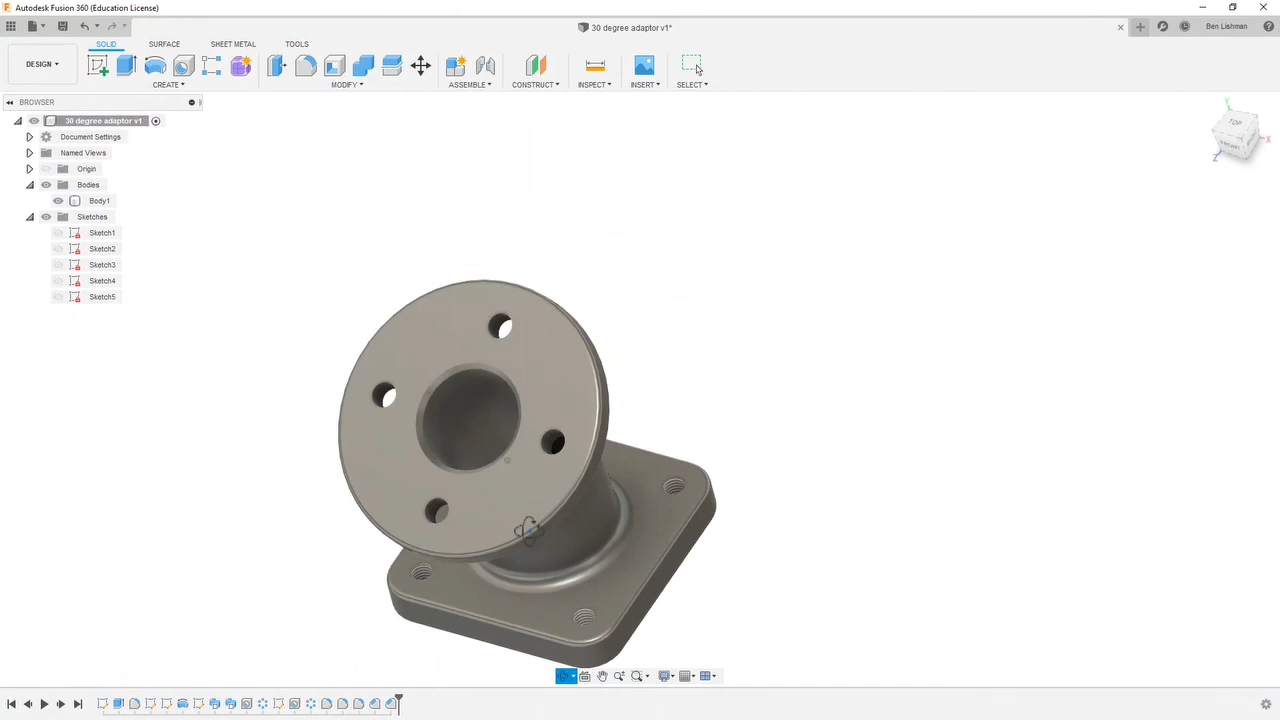 Autodesk Fusion 360 (Education License)
30 degree adaptor v1*
Ben Lishman
DESIGN
SOLID SURFACE SHEET METAL TOOLS
CREATE MODIFY ASSEMBLE CONSTRUCT INSPECT INSERT SELECT
BROWSER
30 degree adaptor v1
Document Settings
Named Views
Origin
Bodies
Body1
Sketches
Sketch1
Sketch2
Sketch3
Sketch4
Sketch5
Y
TOP
X
Z